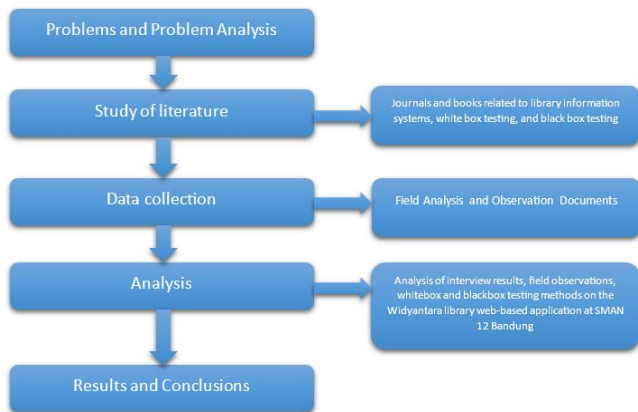 Problems and Problem Analysis
Study of literature
Journals and books related to library information
systems, white box testing, and black box testing
Data collection
Field Analysis and Observation Documents
Analysis
Analysis of interview results, field observations,
whitebox and blackbox testing methods on the
Widyantara library web-based application at SMAN
12 Bandung
Results and Conclusions